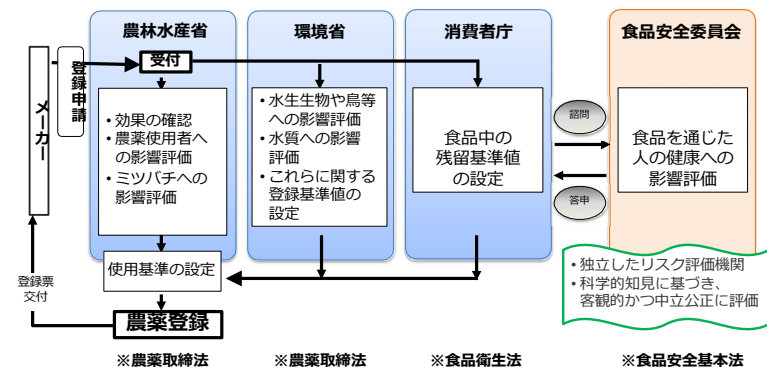 農林水産省
環境省
消費者庁
食品安全委員会
メーカー
登録申請
受付
・効果の確認
・農薬使用者へ
の影響評価
・ミツバチへの
影響評価
・水生生物や鳥等
への影響評価
・水質への影響
評価
・これらに関する
登録基準値の
設定
食品中の
残留基準値
の設定
諮問
答申
食品を通じた
人の健康への
影響評価
使用基準の設定
・独立したリスク評価機関
・科学的知見に基づき、
客観的かつ中立公正に評価
登録票
交付
農薬登録
※農薬取締法
※農薬取締法
※食品衛生法
※食品安全基本法